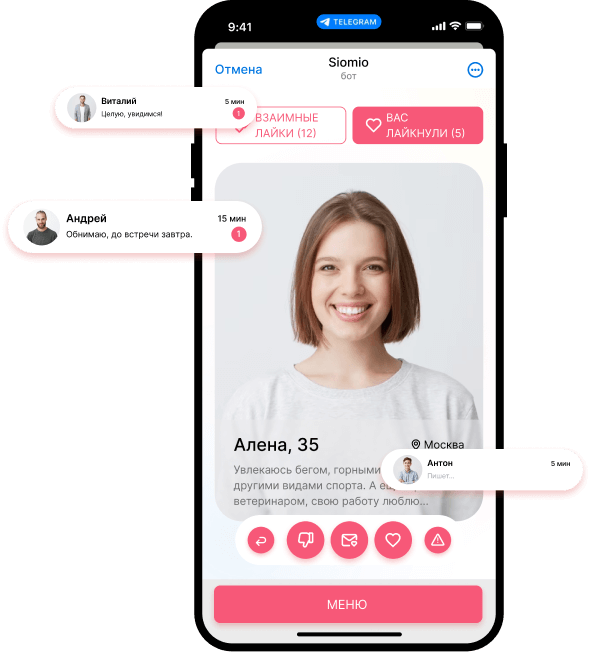 9:41
TELEGRAM
Отмена
Siomio
бот
Виталий
5 мин
Целую, увидимся!
1
ВЗАИМНЫЕ
ЛАЙКИ (12)
ВАС
ЛАЙКНУЛИ (5)
Андрей
15 мин
Обнимаю, до встречи завтра.
1
Алена, 35
Москва
Увлекаюсь бегом, горными
другими видами спорта. А
ветеринаром, свою работу люблю...
Антон
5 мин
Пишет...
МЕНЮ